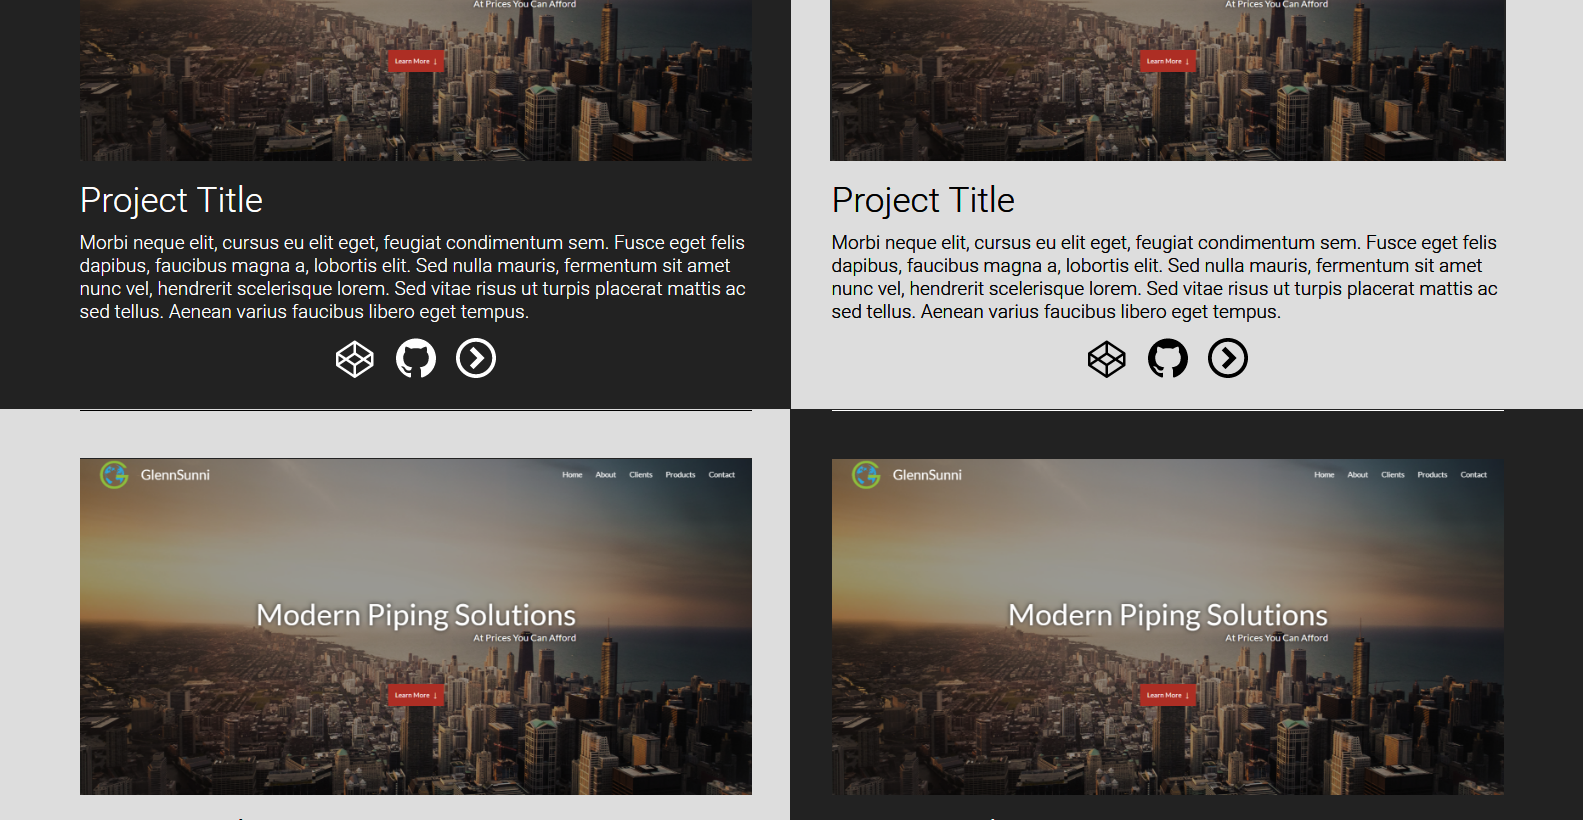 At Prices You Can Afford
Learn More ↓
Project Title
Morbi neque elit, cursus eu elit eget, feugiat condimentum sem. Fusce eget felis
dapibus, faucibus magna a, lobortis elit. Sed nulla mauris, fermentum sit amet
nunc vel, hendrerit scelerisque lorem. Sed vitae risus ut turpis placerat mattis ac
sed tellus. Aenean varius faucibus libero eget tempus.
At Prices You Can Afford
Learn More ↓
Project Title
Morbi neque elit, cursus eu elit eget, feugiat condimentum sem. Fusce eget felis
dapibus, faucibus magna a, lobortis elit. Sed nulla mauris, fermentum sit amet
nunc vel, hendrerit scelerisque lorem. Sed vitae risus ut turpis placerat mattis ac
sed tellus. Aenean varius faucibus libero eget tempus.
GlennSunni Home About Clients Products Contact
Modern Piping Solutions
At Prices You Can Afford
Learn More ↓
GlennSunni Home About Clients Products Contact
Modern Piping Solutions
At Prices You Can Afford
Learn More ↓